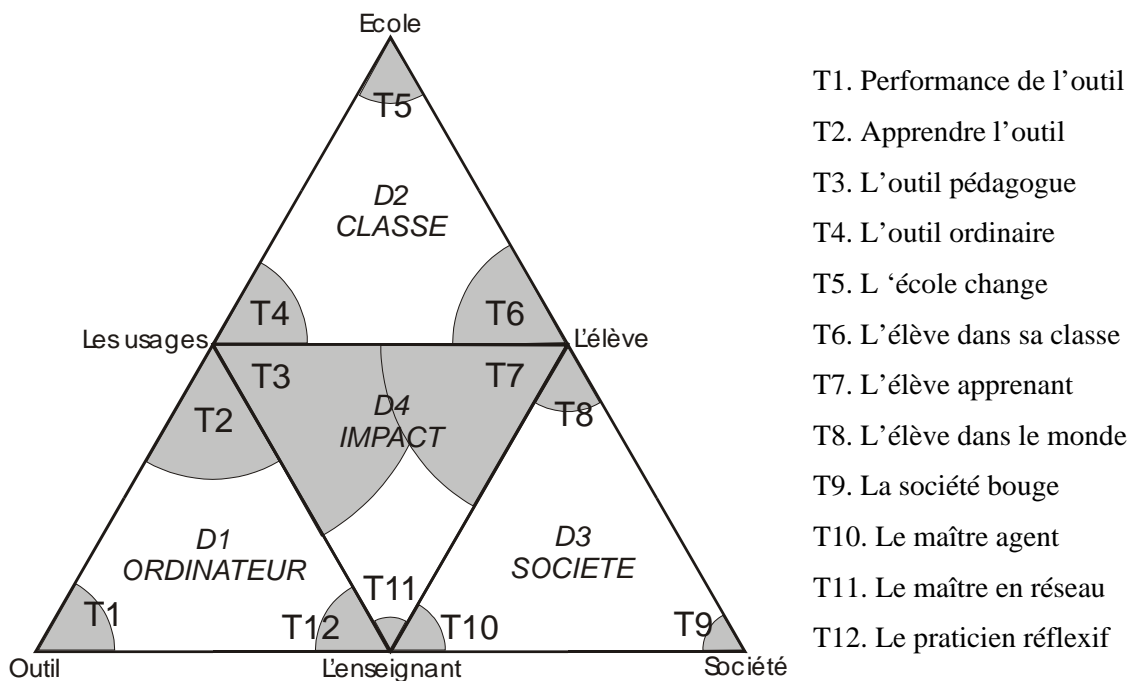 Ecole
T5
D2
CLASSE
T4
T6
Les usages
L'élève
T3
T7
T2
D4
IMPACT
T8
D1
ORDINATEUR
D3
SOCIETE
T11
T1
T12
T10
T9
Outil
L'enseignant
Société
T1. Performance de l’outil
T2. Apprendre l’outil
T3. L’outil pédagogue
T4. L’outil ordinaire
T5. L ‘école change
T6. L’élève dans sa classe
T7. L’élève apprenant
T8. L’élève dans le monde
T9. La société bouge
T10. Le maître agent
T11. Le maître en réseau
T12. Le praticien réflexif